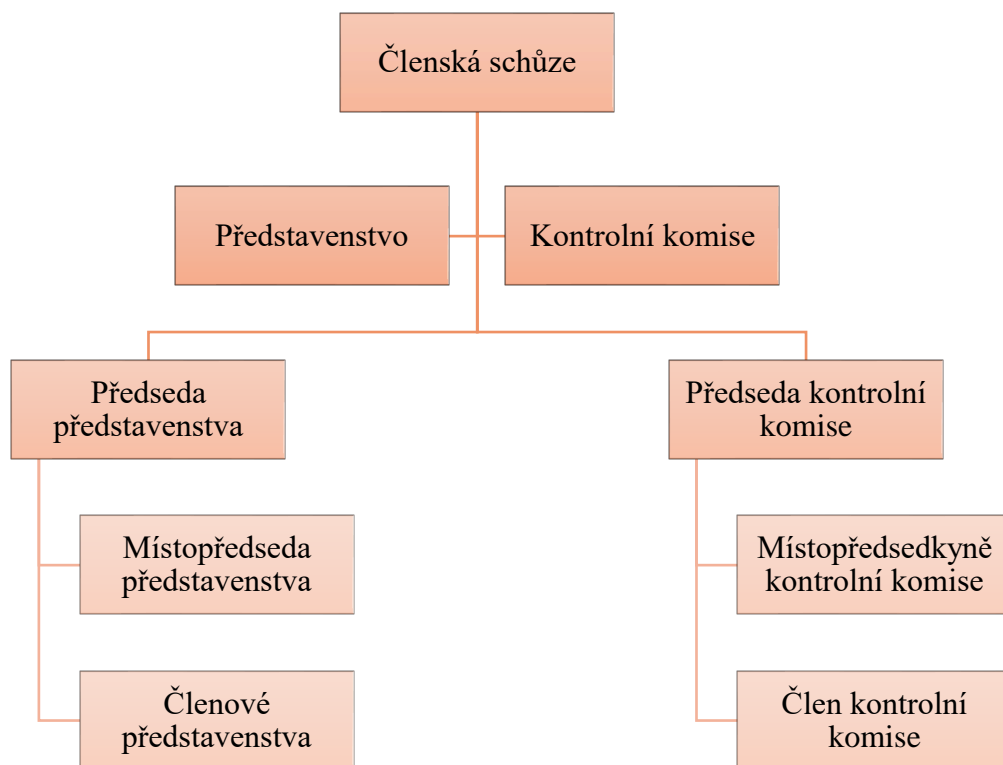 Členská schůze
Představenstvo
Kontrolní komise
Předseda
představenstva
Předseda kontrolní
komise
Místopředseda
představenstva
Místopředsedkyně
kontrolní komise
Členové
představenstva
Člen kontrolní
komise